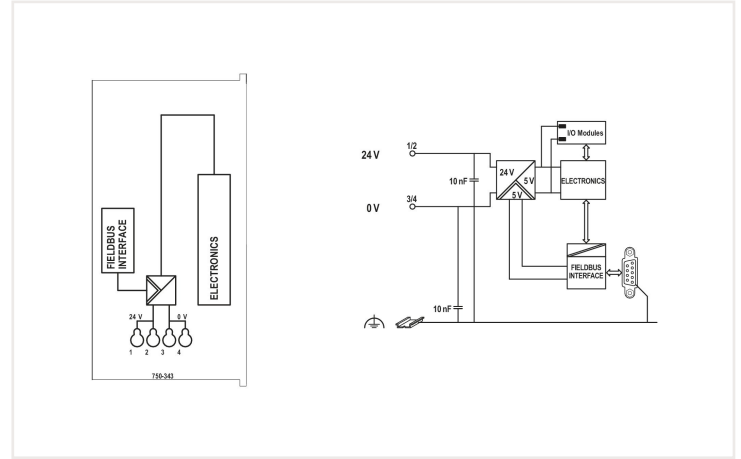 FIELDBUS
INTERFACE
ELECTRONICS
24 V
0 V
1
2
3
4
750-343
24 V
1/2
0 V
3/4
10 nF
10 nF
24 V
5 V
5 V
I/O Modules
ELECTRONICS
FIELDBUS
INTERFACE